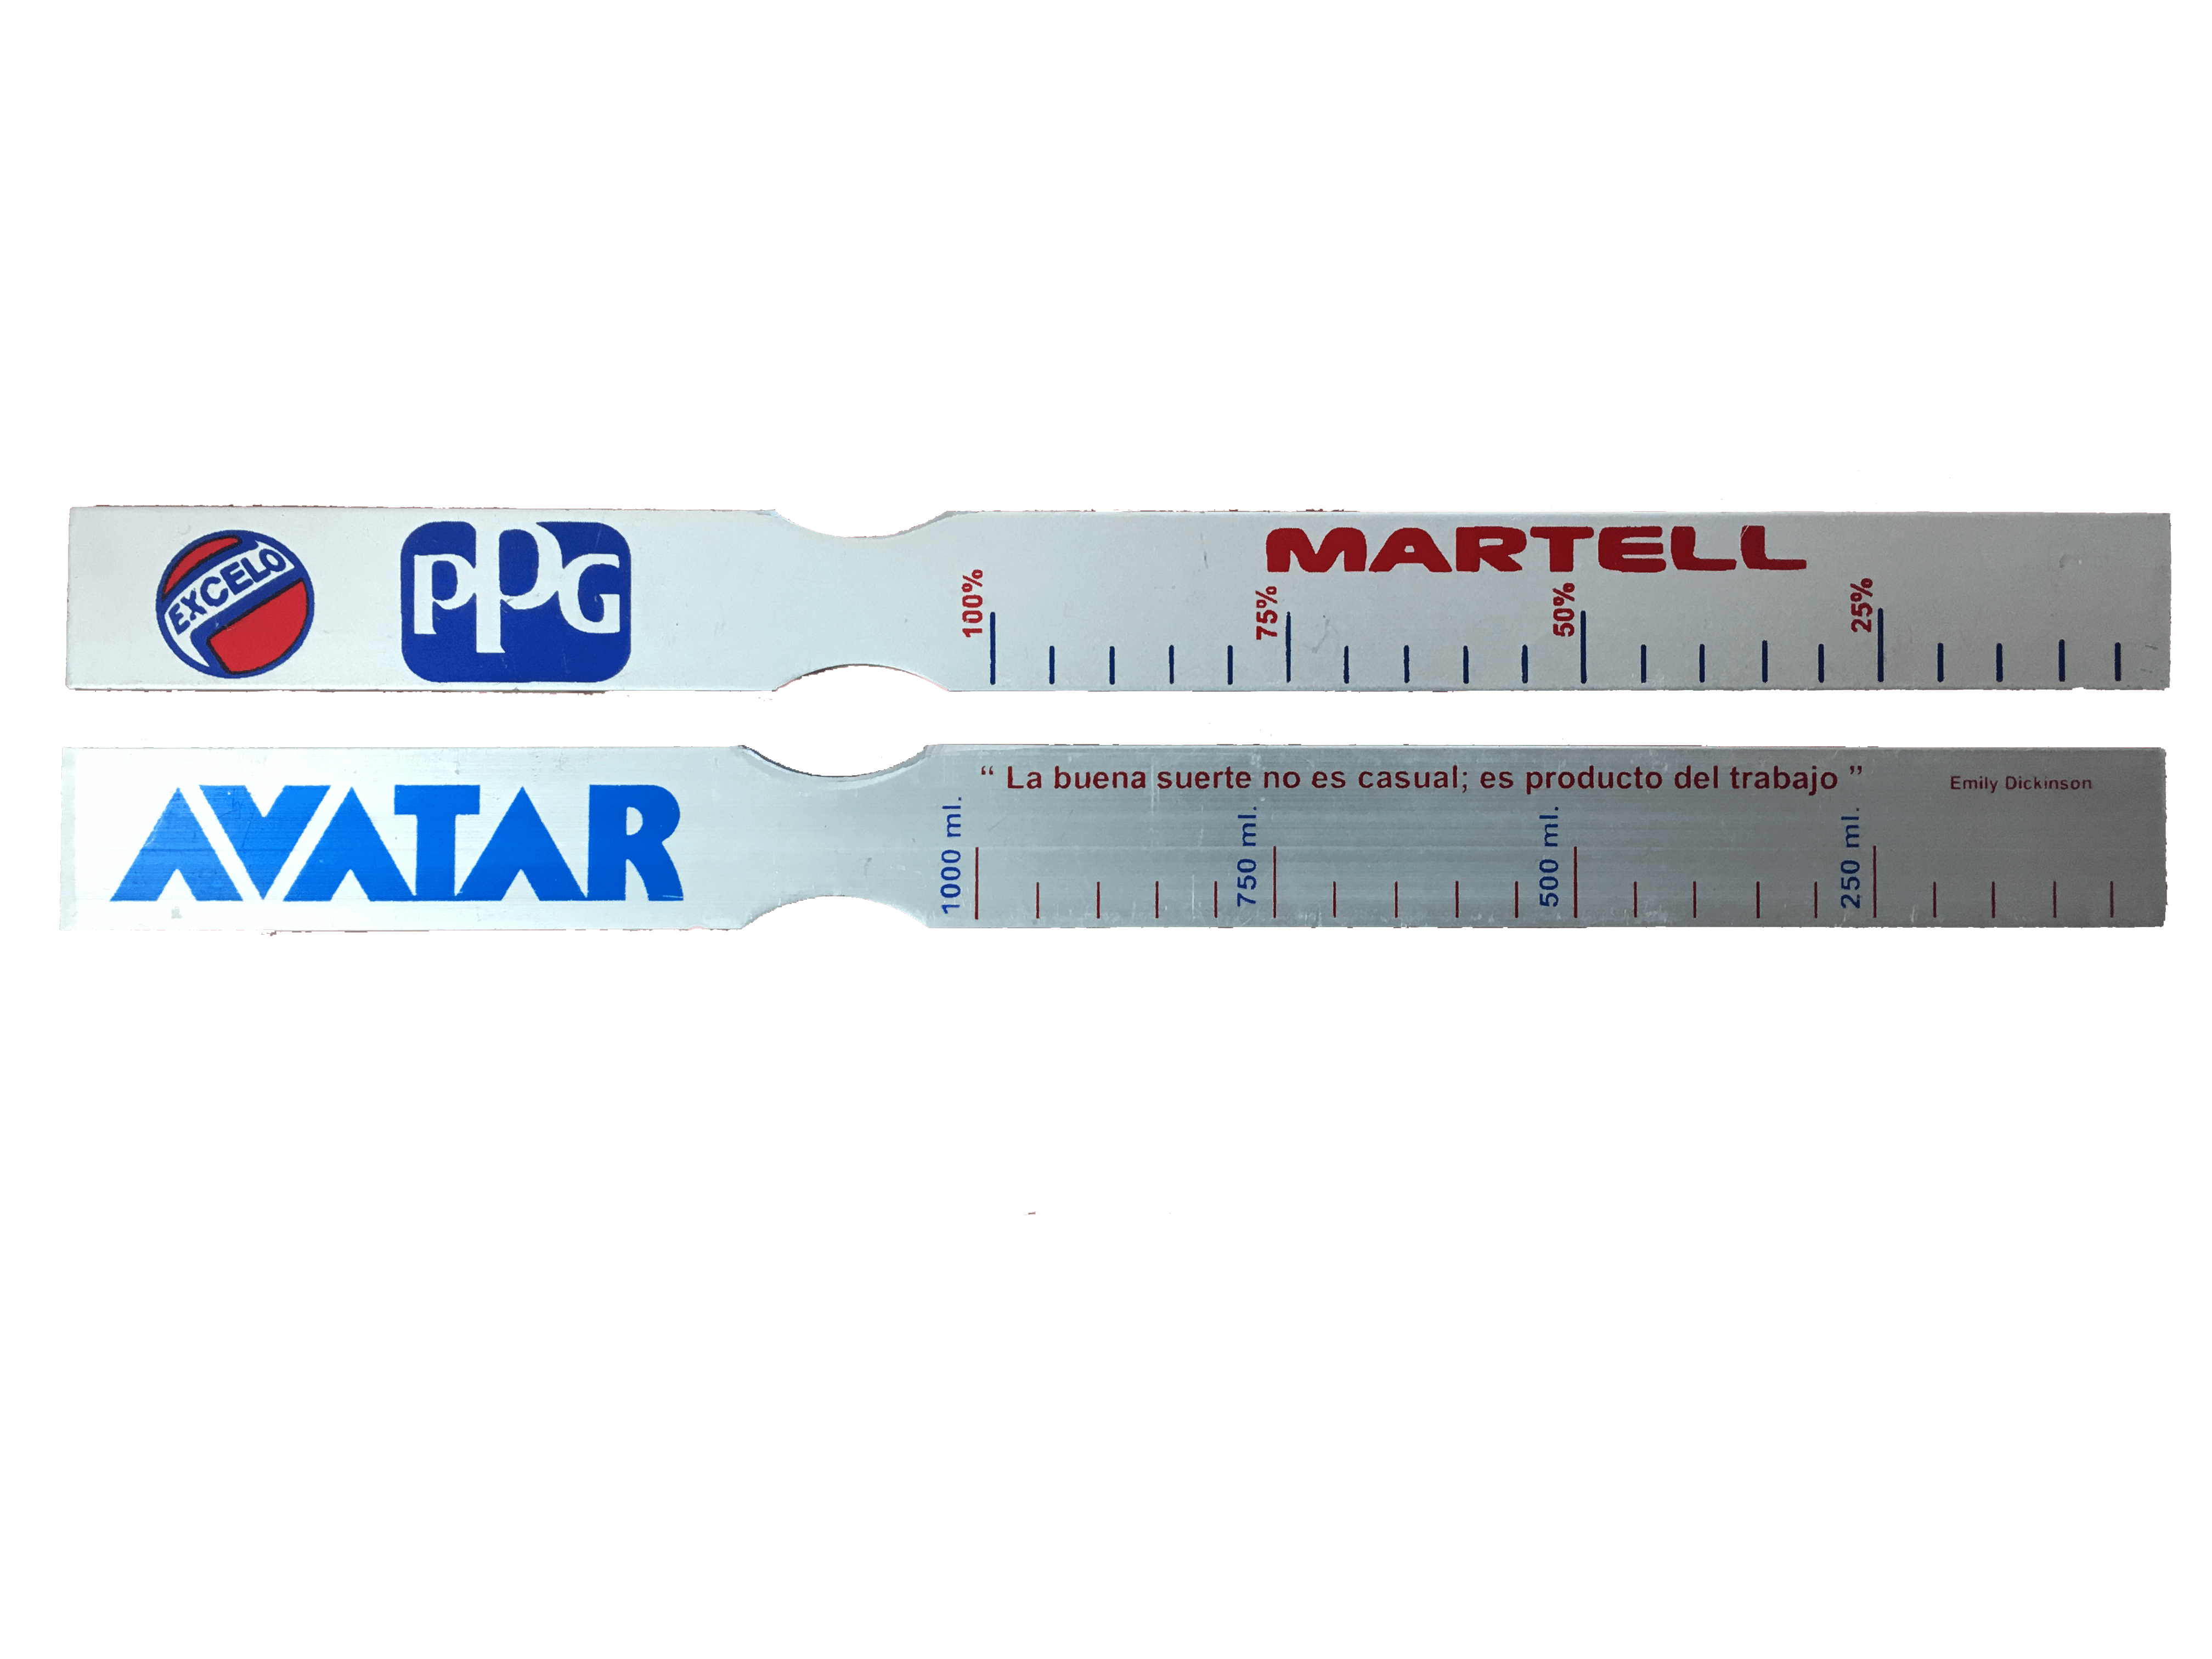 EXCELO
PPG
MARTELL
100%
75%
50%
25%
AVATAR
“ La buena suerte no es casual; es producto del trabajo ”
Emily Dickinson
1000 ml.
750 ml.
500 ml.
250 ml.